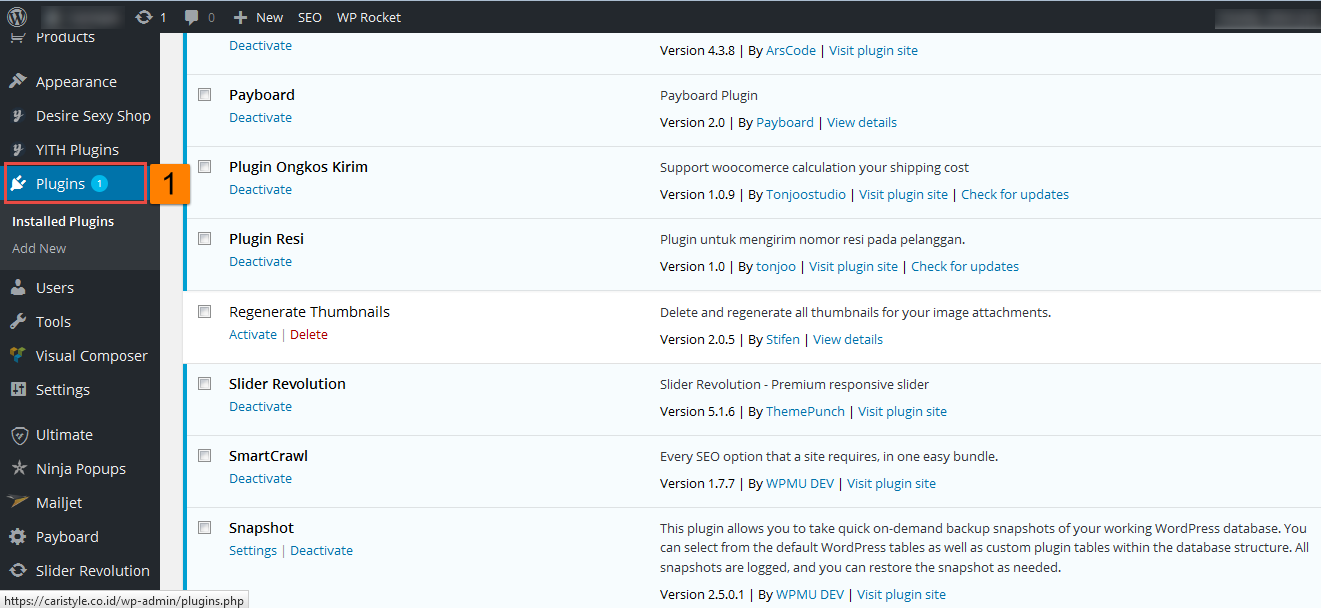 1 0 New SEO WP Rocket
Products
Appearance
Desire Sexy Shop
YITH Plugins
Plugins 1
1
Installed Plugins
Add New
Users
Tools
Visual Composer
Settings
Ultimate
Ninja Popups
Mailjet
Payboard
Slider Revolution
https://caristyle.co.id/wp-admin/plugins.php
Deactivate
Version 4.3.8 | By ArsCode | Visit plugin site
Payboard
Deactivate
Payboard Plugin
Version 2.0 | By Payboard | View details
Plugin Ongkos Kirim
Deactivate
Support woocomerce calculation your shipping cost
Version 1.0.9 | By Tonjoostudio | Visit plugin site | Check for updates
Plugin Resi
Deactivate
Plugin untuk mengirim nomor resi pada pelanggan.
Version 1.0 | By tonjoo | Visit plugin site | Check for updates
Regenerate Thumbnails
Activate | Delete
Delete and regenerate all thumbnails for your image attachments.
Version 2.0.5 | By Stifen | View details
Slider Revolution
Deactivate
Slider Revolution - Premium responsive slider
Version 5.1.6 | By ThemePunch | Visit plugin site
SmartCrawl
Deactivate
Every SEO option that a site requires, in one easy bundle.
Version 1.7.7 | By WPMU DEV | Visit plugin site
Snapshot
Settings | Deactivate
This plugin allows you to take quick on-demand backup snapshots of your working WordPress database. You
can select from the default WordPress tables as well as custom plugin tables within the database structure. All
snapshots are logged, and you can restore the snapshot as needed.
Version 2.5.0.1 | By WPMU DEV | Visit plugin site